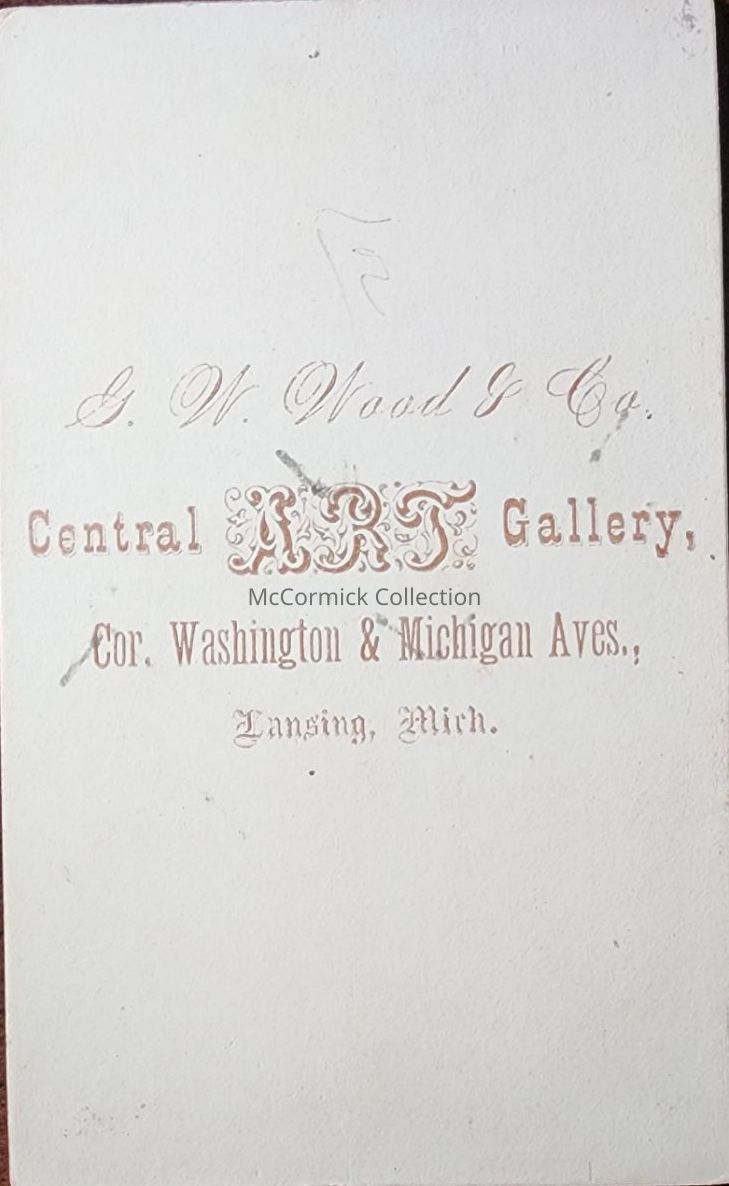 G. W. Wood & Co.
Central ART Gallery,
McCormick Collection
Cor. Washington & Michigan Aves.,
Lansing, Mich.